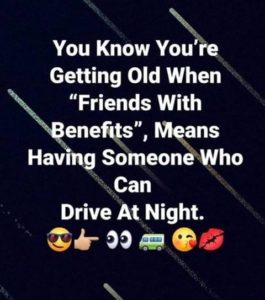 You Know You're
Getting Old When
“Friends With
Benefits”, Means
Having Someone Who
Can
Drive At Night.
😎👉🏼 👀 🚐 😘💋